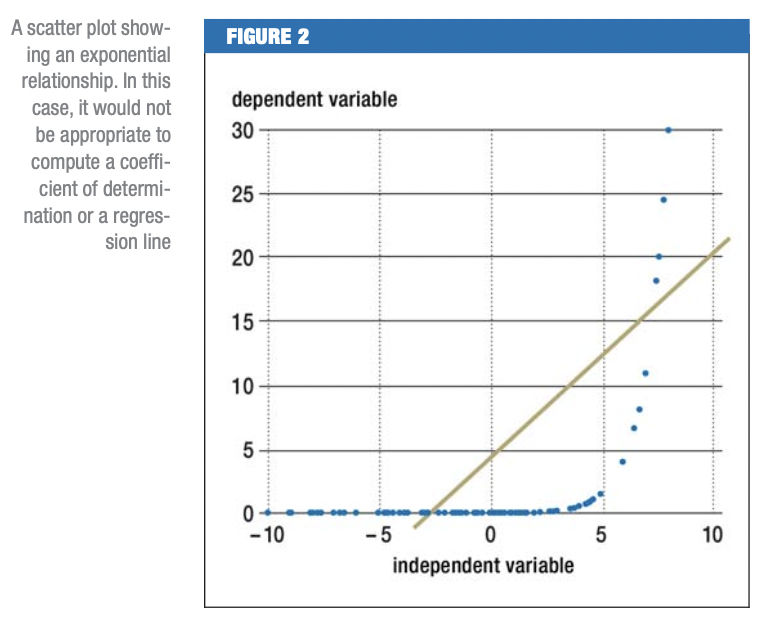 A scatter plot show-
ing an exponential
relationship. In this
case, it would not
be appropriate to
compute a coeffi-
cient of determi-
nation or a regres-
sion line
FIGURE 2
dependent variable
30
25
20
15
10
5
0
–10
–5
0
5
10
independent variable